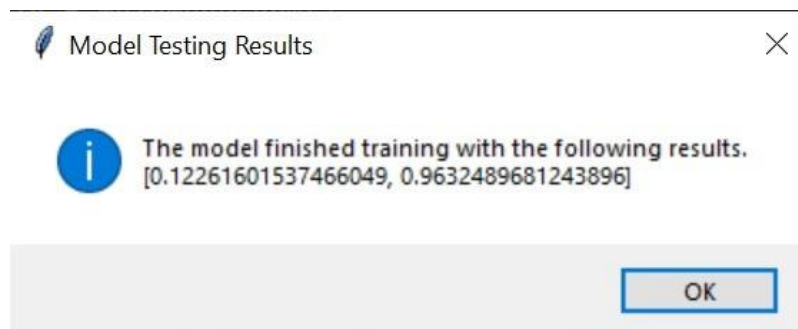 Model Testing Results
The model finished training with the following results.
[0.12261601537466049, 0.9632489681243896]
OK